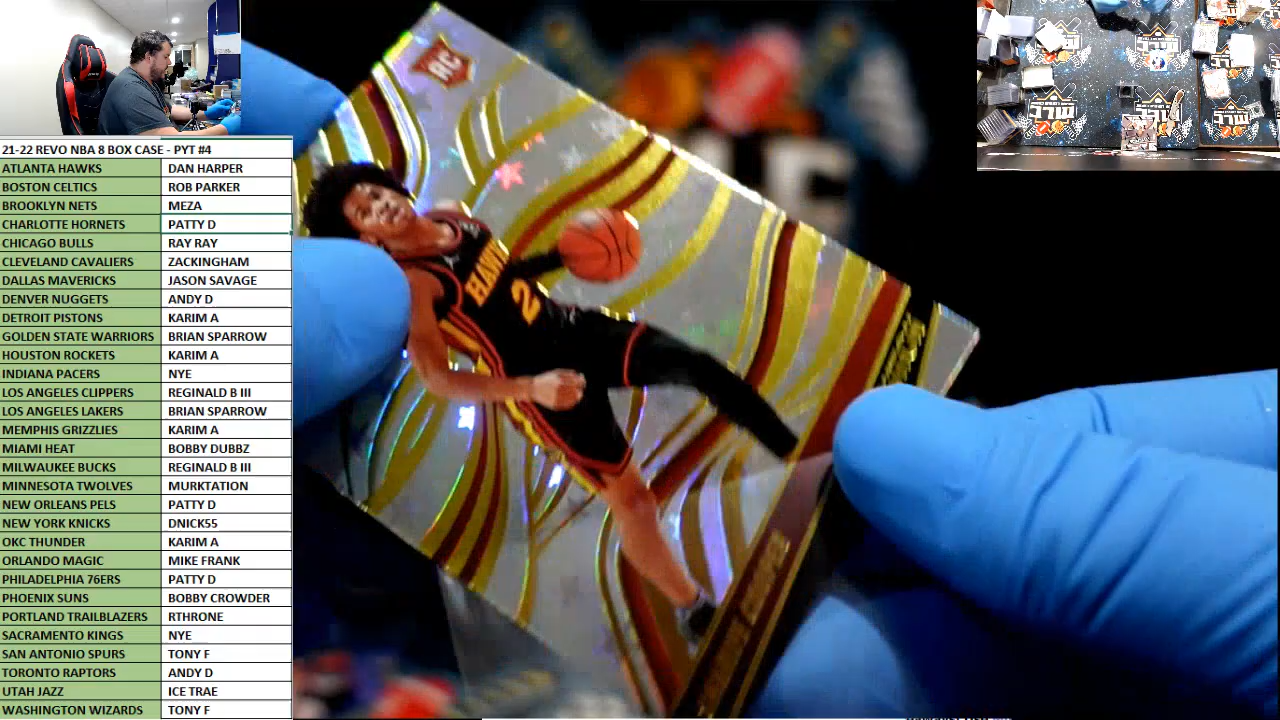 21-22 REVO NBA 8 BOX CASE - PYT #4
ATLANTA HAWKS DAN HARPER
BOSTON CELTICS ROB PARKER
BROOKLYN NETS MEZA
CHARLOTTE HORNETS PATTY D
CHICAGO BULLS RAY RAY
CLEVELAND CAVALIERS ZACKINGHAM
DALLAS MAVERICKS JASON SAVAGE
DENVER NUGGETS ANDY D
DETROIT PISTONS KARIM A
GOLDEN STATE WARRIORS BRIAN SPARROW
HOUSTON ROCKETS KARIM A
INDIANA PACERS NYE
LOS ANGELES CLIPPERS REGINALD B III
LOS ANGELES LAKERS BRIAN SPARROW
MEMPHIS GRIZZLIES KARIM A
MIAMI HEAT BOBBY DUBBZ
MILWAUKEE BUCKS REGINALD B III
MINNESOTA TWOLVES MURKTATION
NEW ORLEANS PELS PATTY D
NEW YORK KNICKS DNICK55
OKC THUNDER KARIM A
ORLANDO MAGIC MIKE FRANK
PHILADELPHIA 76ERS PATTY D
PHOENIX SUNS BOBBY CROWDER
PORTLAND TRAILBLAZERS RTHRONE
SACRAMENTO KINGS NYE
SAN ANTONIO SPURS TONY F
TORONTO RAPTORS ANDY D
UTAH JAZZ ICE TRAE
WASHINGTON WIZARDS TONY F
RC
HAWKS
2